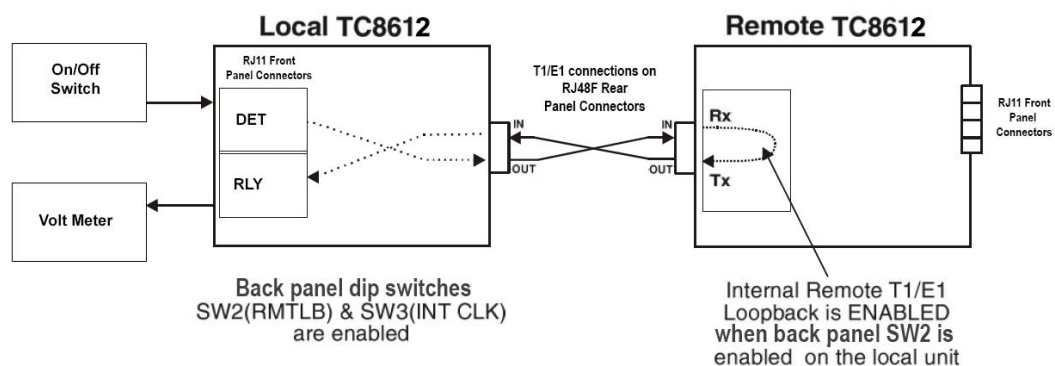 Local TC8612
Remote TC8612
On/Off
Switch
RJ11 Front
Panel Connectors
DET
RLY
Volt Meter
T1/E1 connections on
RJ48F Rear
Panel Connectors
IN
OUT
IN
OUT
Rx
Tx
RJ11 Front
Panel
Connectors
Back panel dip switches
SW2(RMTLB) & SW3(INT CLK)
are enabled
Internal Remote T1/E1
Loopback is ENABLED
when back panel SW2 is
enabled on the local unit